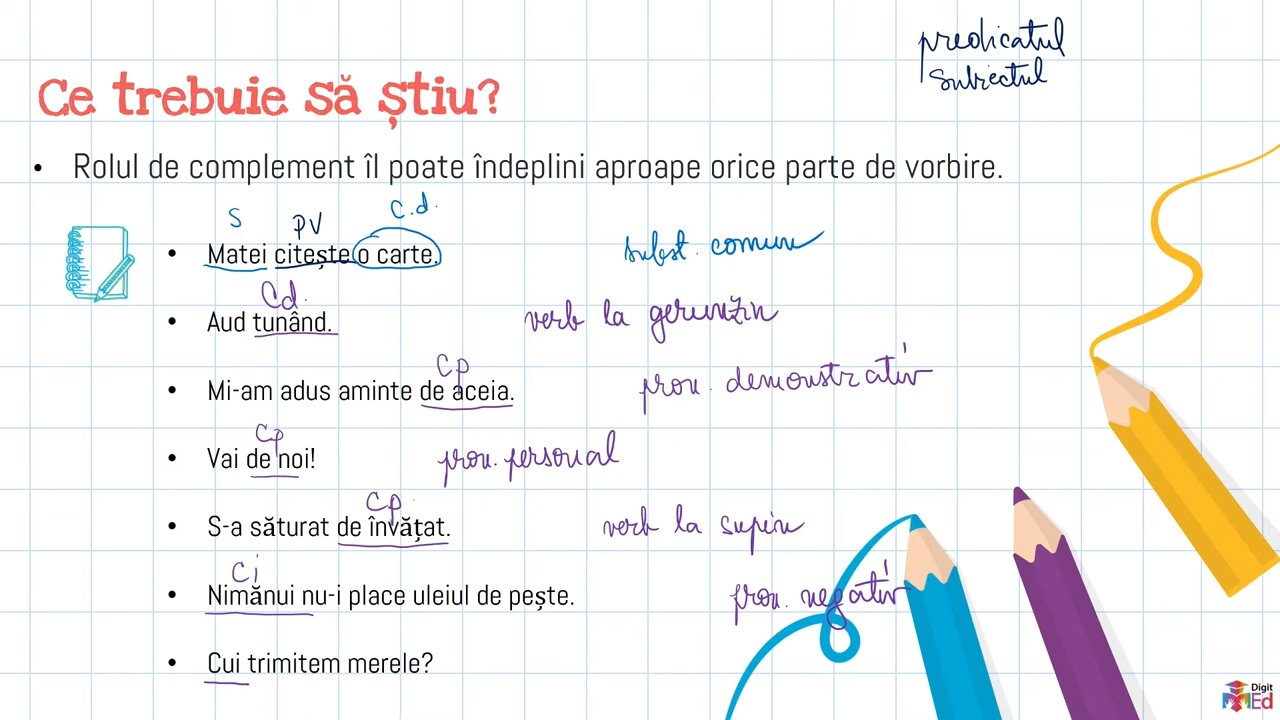 predicatul
subiectul
Ce trebuie să știu?
• Rolul de complement îl poate îndeplini aproape orice parte de vorbire.
S PV C.d.
• Matei citește o carte. subst. comun
Cd.
• Aud tunând. verb la gerunzin
Cp
• Mi-am adus aminte de aceia. pron. demonstrativ
Cp
• Vai de noi! pron. personal
Cp.
• S-a săturat de învățat. verb la supin
Ci
• Nimănui nu-i place uleiul de pește. pron. negativ
• Cui trimitem merele?
Digit
Ed